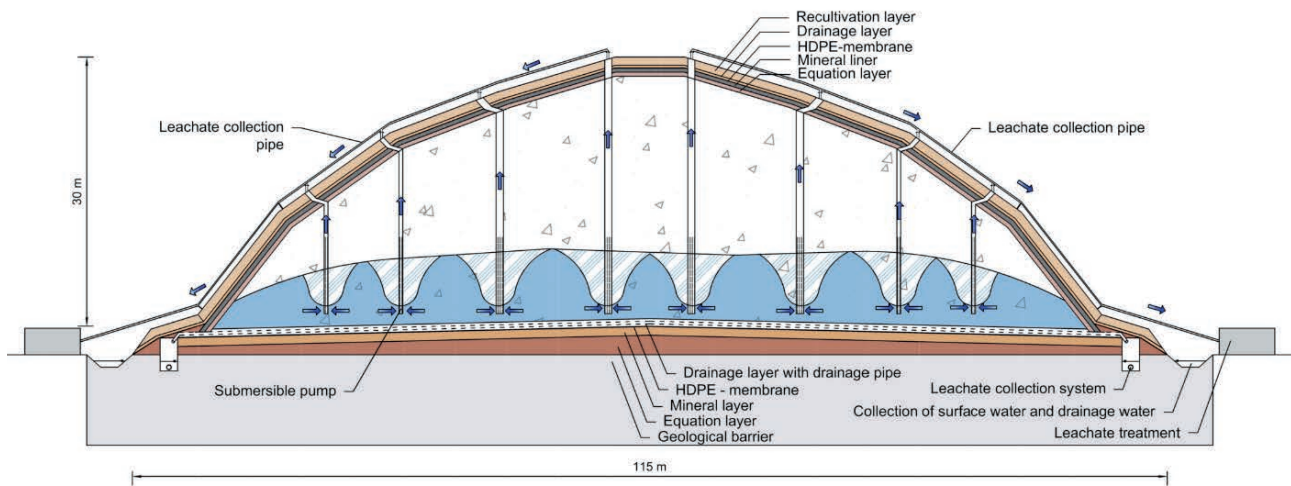 Recultivation layer
Drainage layer
HDPE-membrane
Mineral liner
Equation layer
Leachate collection
pipe
Leachate collection pipe
30 m
Submersible pump
Drainage layer with drainage pipe
HDPE - membrane
Mineral layer
Equation layer
Geological barrier
Leachate collection system
Collection of surface water and drainage water
Leachate treatment
115 m